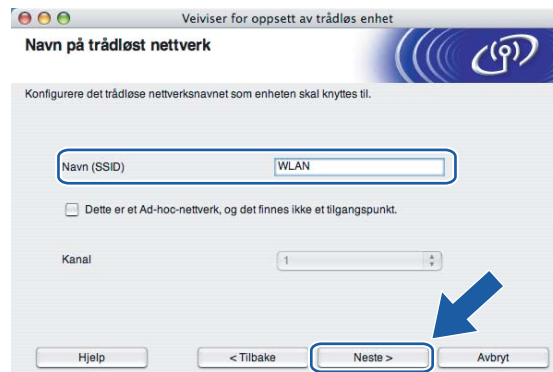 Veiviser for oppsett av trådløs enhet
Navn på trådløst nettverk
Konfigurere det trådløse nettverksnavnet som enheten skal knyttes til.
Navn (SSID) WLAN
Dette er et Ad-hoc-nettverk, og det finnes ikke et tilgangspunkt.
Kanal 1
Hjelp < Tilbake Neste > Avbryt